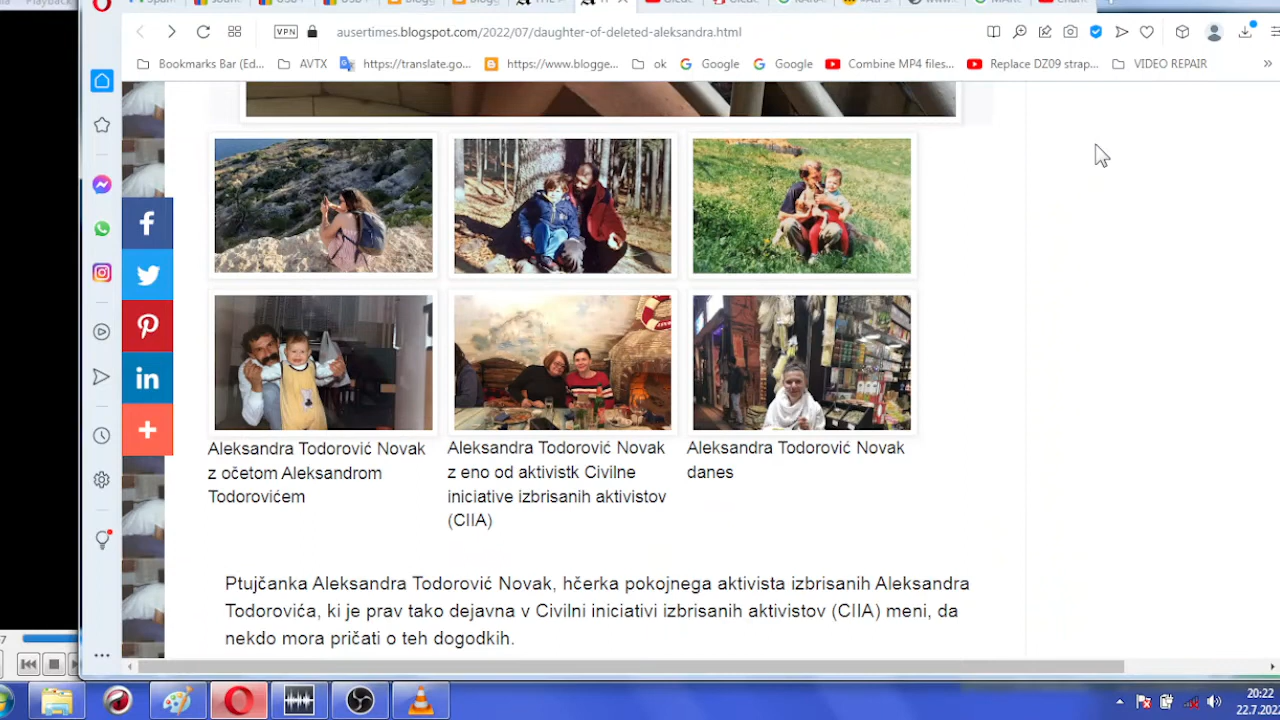 VPN
ausertimes.blogspot.com/2022/07/daughter-of-deleted-aleksandra.html
Bookmarks Bar (Ed...
AVTX
https://translate.go...
https://www.blogge...
ok
Google
Google
Combine MP4 files...
Replace DZ09 strap...
VIDEO REPAIR
Aleksandra Todorović Novak
z očetom Aleksandrom
Todorovićem
Aleksandra Todorović Novak
z eno od aktivistk Civilne
iniciative izbrisanih aktivistov
(CIIA)
Aleksandra Todorović Novak
danes
Ptujčanka Aleksandra Todorović Novak, hčerka pokojnega aktivista izbrisanih Aleksandra
Todorovića, ki je prav tako dejavna v Civilni iniciativi izbrisanih aktivistov (CIIA) meni, da
nekdo mora pričati o teh dogodkih.
20:22
22.7.202